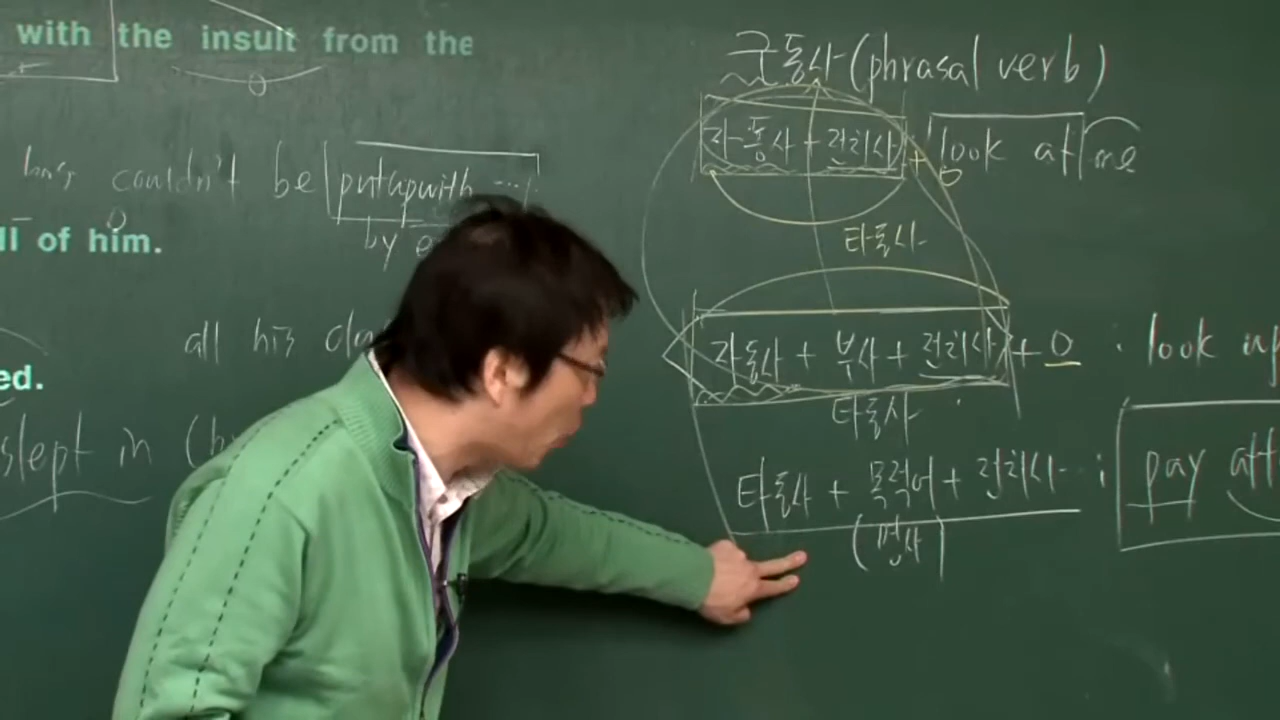 with the insult from the
구동사 (phrasal verb)
자동사 + 전치사 + look at me
couldn't be put up with ...
by
타동사
of him.
all his
자동사 + 부사 + 전치사 + O : look up
타동사
ed.
slept in
타동사 + 목적어 + 전치사 : pay att
(명사)